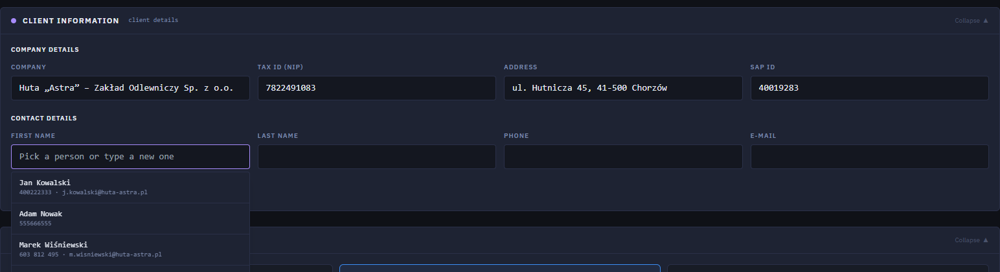 CLIENT INFORMATION client details Collapse ▲
COMPANY DETAILS
COMPANY TAX ID (NIP) ADDRESS SAP ID
Huta „Astra” – Zakład Odlewniczy Sp. z o.o. 7822491083 ul. Hutnicza 45, 41-500 Chorzów 40019283
CONTACT DETAILS
FIRST NAME LAST NAME PHONE E-MAIL
Pick a person or type a new one
Jan Kowalski
400222333 · j.kowalski@huta-astra.pl
Adam Nowak
555666555
Marek Wiśniewski
603 812 495 · m.wisniewski@huta-astra.pl
Collapse ▲